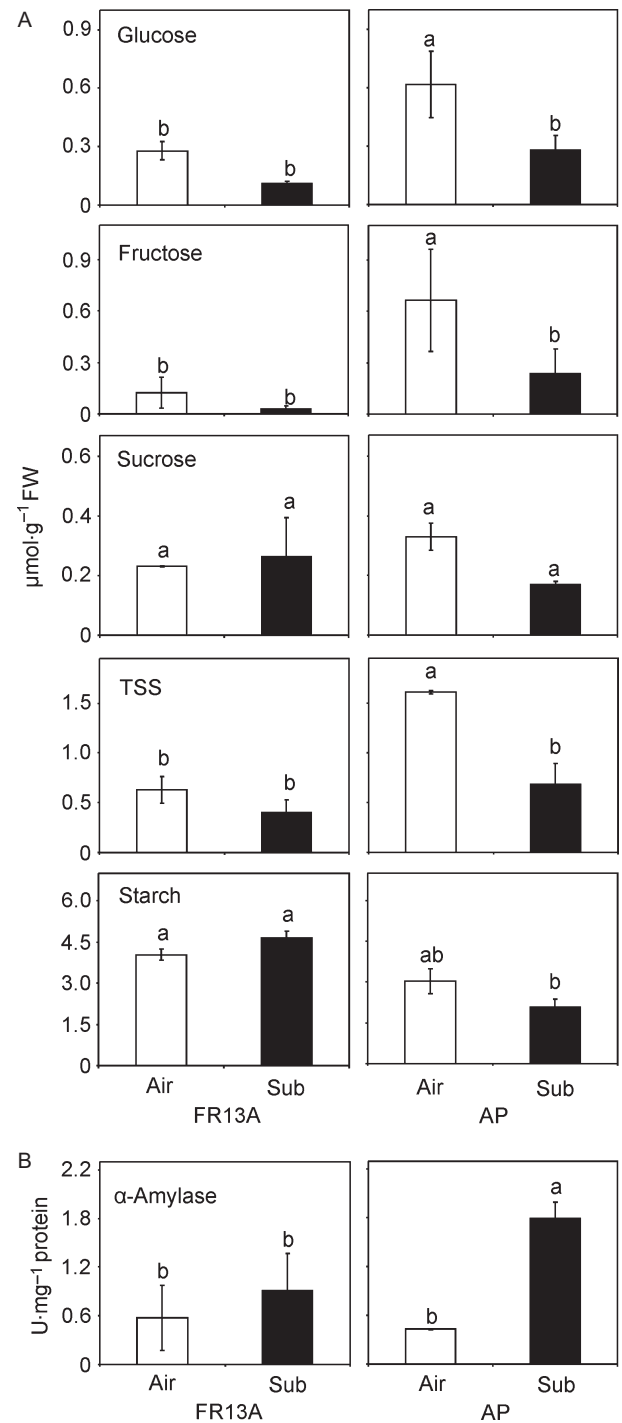 A
Glucose
0.9
0.6
0.3
0
b
b
a
b
Fructose
0.9
0.6
0.3
0
b
b
a
b
μmol·g⁻¹ FW
Sucrose
0.6
0.4
0.2
0
a
a
a
a
TSS
1.5
1.0
0.5
0
b
b
a
b
Starch
6.0
4.5
3.0
1.5
0
a
a
ab
b
Air Sub Air Sub
FR13A AP
B
α-Amylase
2.2
1.8
1.2
0.6
0
U·mg⁻¹ protein
b
b
b
a
Air Sub Air Sub
FR13A AP